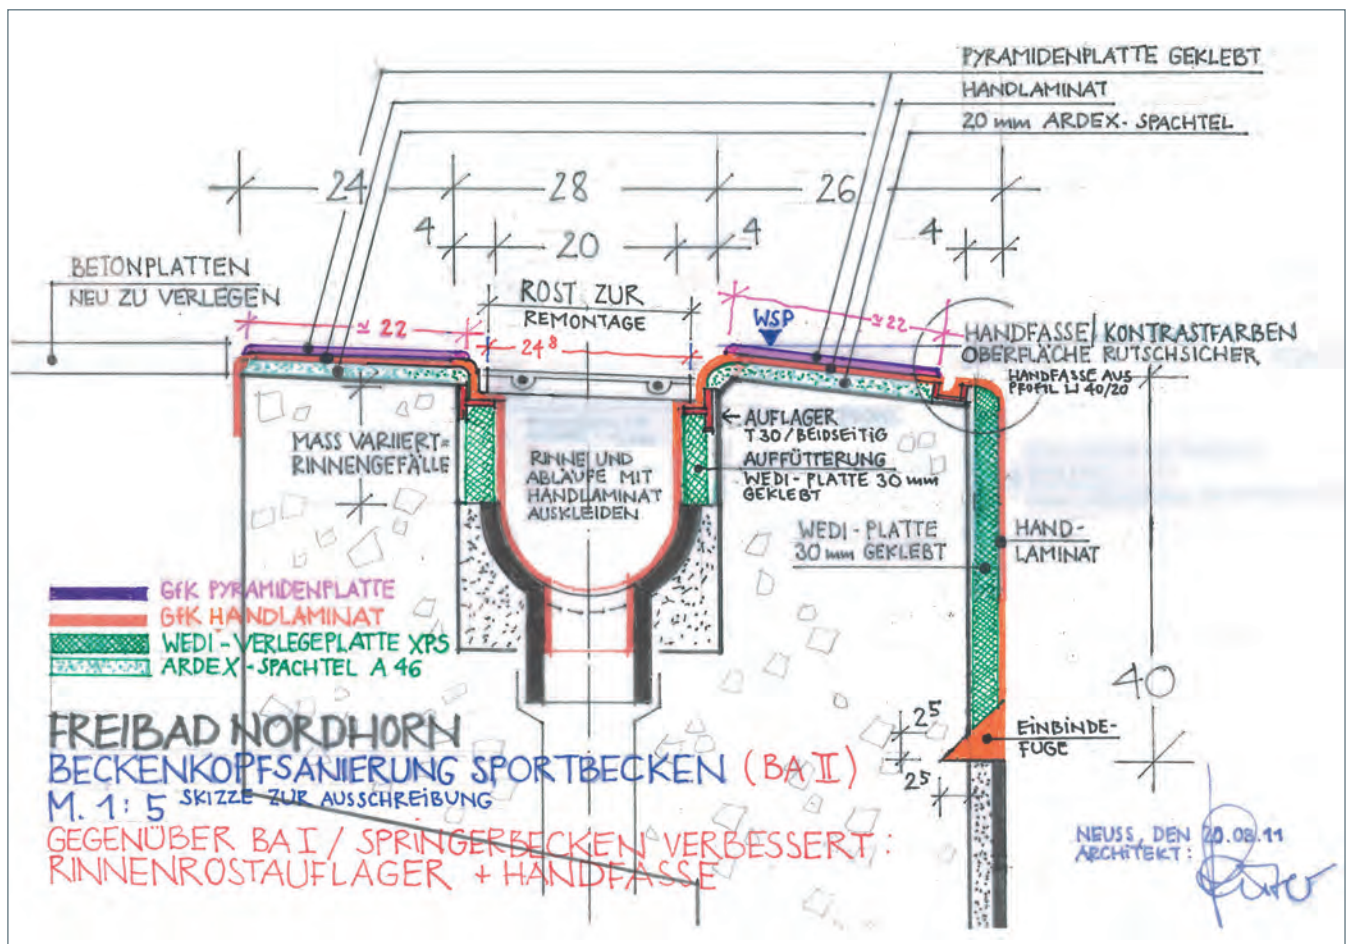 PYRAMIDENPLATTE GEKLEBT
HANDLAMINAT
20 mm ARDEX-SPACHTEL
24
28
26
4
20
4
4
BETONPLATTEN
NEU ZU VERLEGEN
ROST ZUR
REMONTAGE
WSP
≃ 22
24⁸
≃ 22
HANDFASSE / KONTRASTFARBEN
OBERFLÄCHE RUTSCHSICHER
HANDFASSE AUS
PROFIL ⊔ 40/20
MASS VARIIERT=
RINNENGEFÄLLE
RINNE UND
ABLÄUFE MIT
HANDLAMINAT
AUSKLEIDEN
AUFLAGER
T30/BEIDSEITIG
AUFFÜTTERUNG
WEDI-PLATTE 30 mm
GEKLEBT
WEDI-PLATTE
30 mm GEKLEBT
HAND-
LAMINAT
GfK PYRAMIDENPLATTE
GfK HANDLAMINAT
WEDI-VERLEGEPLATTE XPS
ARDEX-SPACHTEL A 46
40
2⁵
2⁵
EINBINDE-
FUGE
FREIBAD NORDHORN
BECKENKOPFSANIERUNG SPORTBECKEN (BA II)
M. 1:5 SKIZZE ZUR AUSSCHREIBUNG
GEGENÜBER BA I / SPRINGERBECKEN VERBESSERT:
RINNENROSTAUFLAGER + HANDFASSE
NEUSS, DEN 20.08.11
ARCHITEKT: